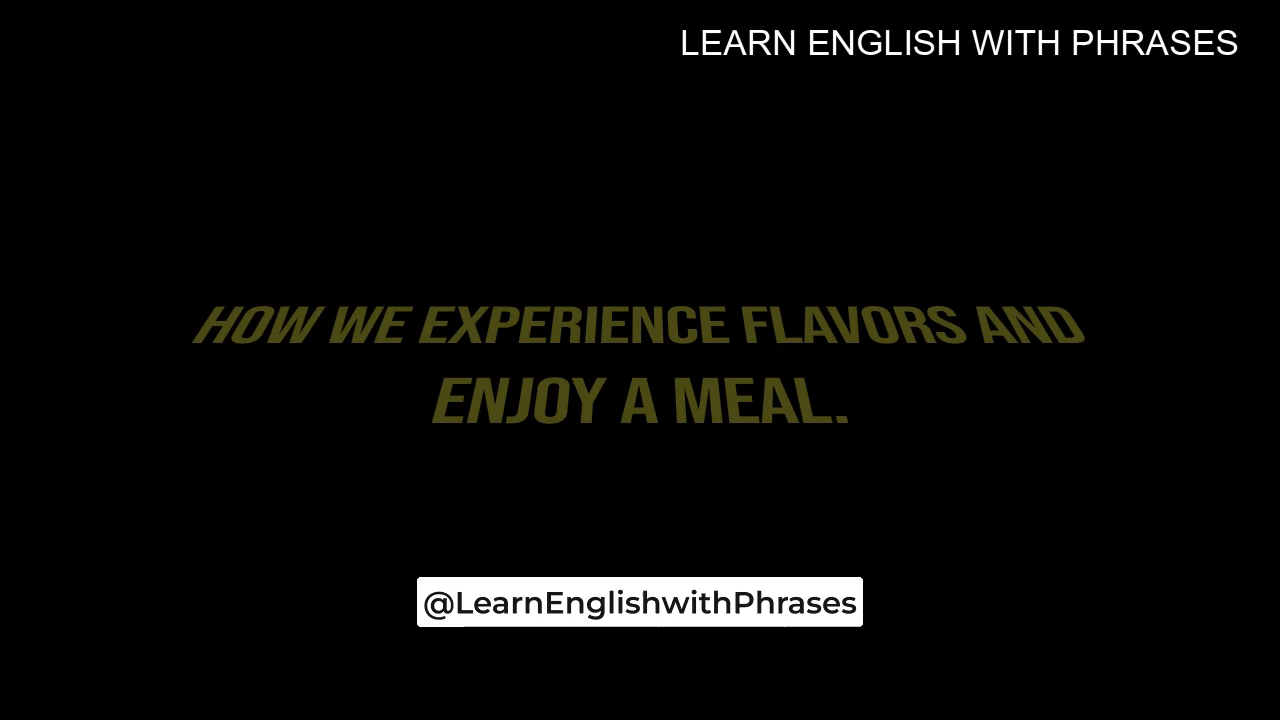 LEARN ENGLISH WITH PHRASES
HOW WE EXPERIENCE FLAVORS AND
ENJOY A MEAL.
@LearnEnglishwithPhrases